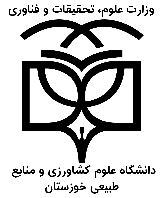 وزارت علوم، تحقیقات و فناوری
دانشگاه علوم کشاورزی و منابع
طبیعی خوزستان